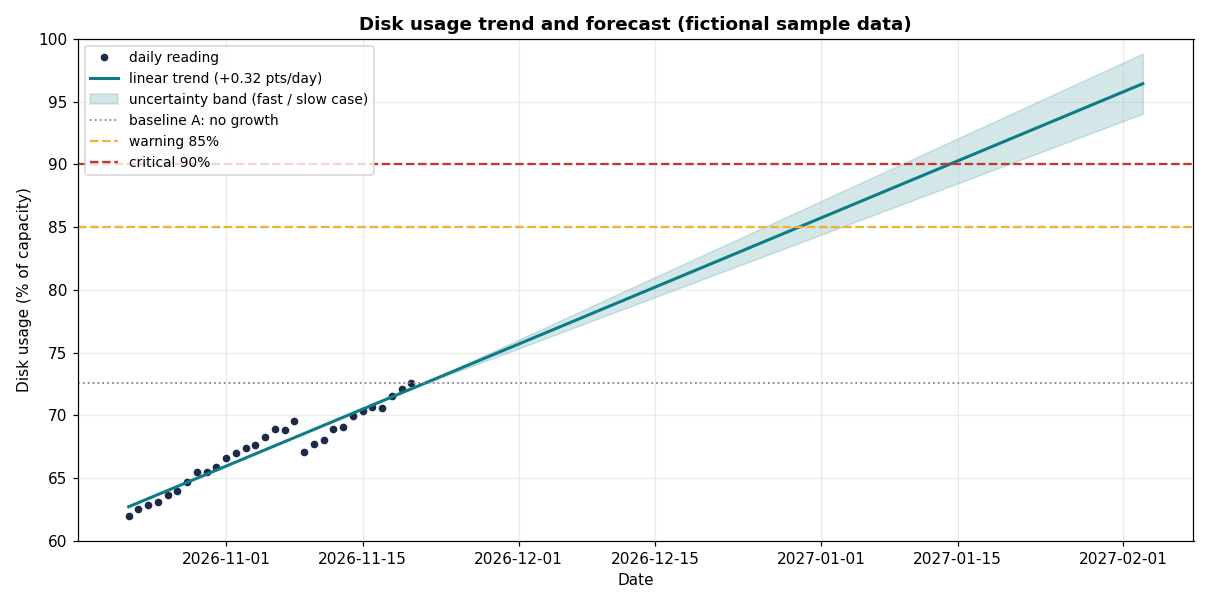 Disk usage trend and forecast (fictional sample data)
100
95
90
85
80
75
70
65
60
Disk usage (% of capacity)
daily reading
linear trend (+0.32 pts/day)
uncertainty band (fast / slow case)
baseline A: no growth
warning 85%
critical 90%
2026-11-01
2026-11-15
2026-12-01
2026-12-15
2027-01-01
2027-01-15
2027-02-01
Date